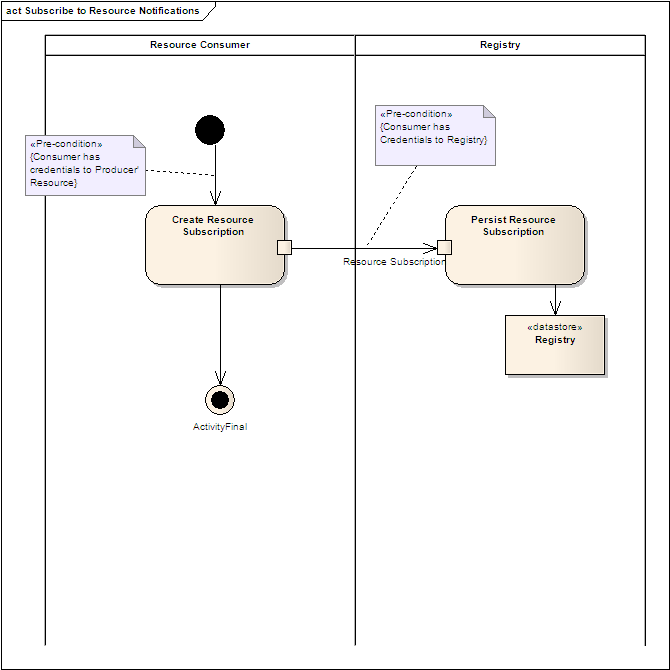 act Subscribe to Resource Notifications
Resource Consumer
Registry
«Pre-condition»
{Consumer has
Credentials to Registry}
«Pre-condition»
{Consumer has
credentials to Producer'
Resource}
Create Resource
Subscription
Persist Resource
Subscription
Resource Subscription
«datastore»
Registry
ActivityFinal